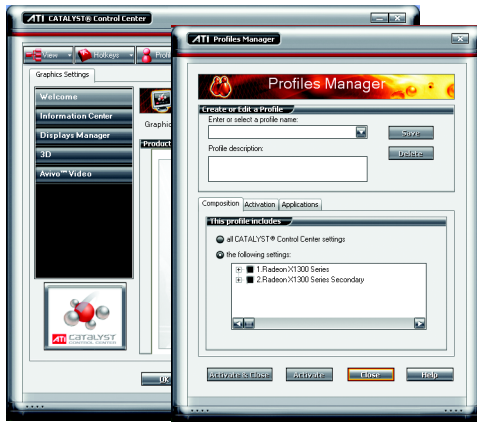 ATI CATALYST® Control Center
View
Hotkeys
Profil
Graphics Settings
Welcome
Information Center
Displays Manager
3D
Avivo™ Video
Graphic
Product
ATI CATALYST
CONTROL CENTER
OK
ATI Profiles Manager
Profiles Manager
Create or Edit a Profile
Enter or select a profile name:
Save
Profile description:
Delete
Composition
Activation
Applications
This profile includes
all CATALYST® Control Center settings
the following settings:
1.Radeon X1300 Series
2.Radeon X1300 Series Secondary
Activate & Close
Activate
Close
Help